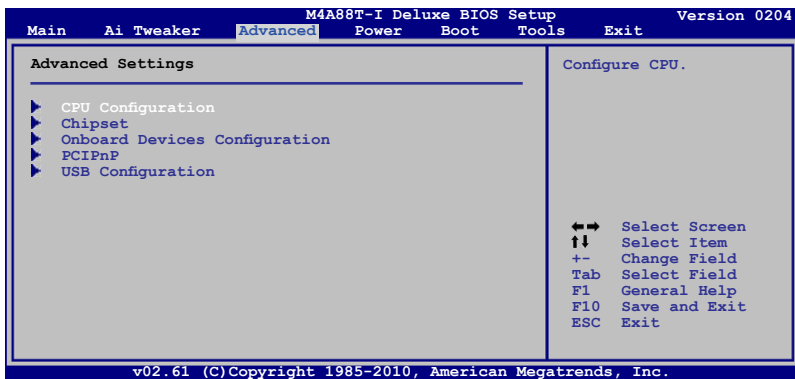 M4A88T-I Deluxe BIOS Setup Version 0204
Main Ai Tweaker Advanced Power Boot Tools Exit
Advanced Settings
CPU Configuration
Chipset
Onboard Devices Configuration
PCIPnP
USB Configuration
Configure CPU.
←→ Select Screen
↑↓ Select Item
+- Change Field
Tab Select Field
F1 General Help
F10 Save and Exit
ESC Exit
v02.61 (C)Copyright 1985-2010, American Megatrends, Inc.